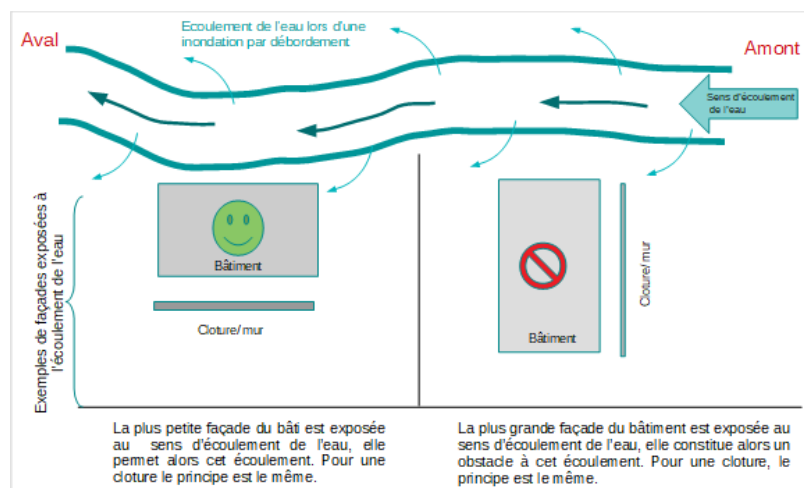 Ecoulement de l'eau lors d'une
inondation par débordement
Aval
Amont
Sens d'écoulement
de l'eau
Exemples de façades exposées à
l'écoulement de l'eau
Bâtiment
Cloture/mur
Bâtiment
Cloture/mur
La plus petite façade du bâti est exposée
au sens d'écoulement de l'eau, elle
permet alors cet écoulement. Pour une
cloture le principe est le même.
La plus grande façade du bâtiment est exposée au
sens d'écoulement de l'eau, elle constitue alors un
obstacle à cet écoulement. Pour une cloture, le
principe est le même.